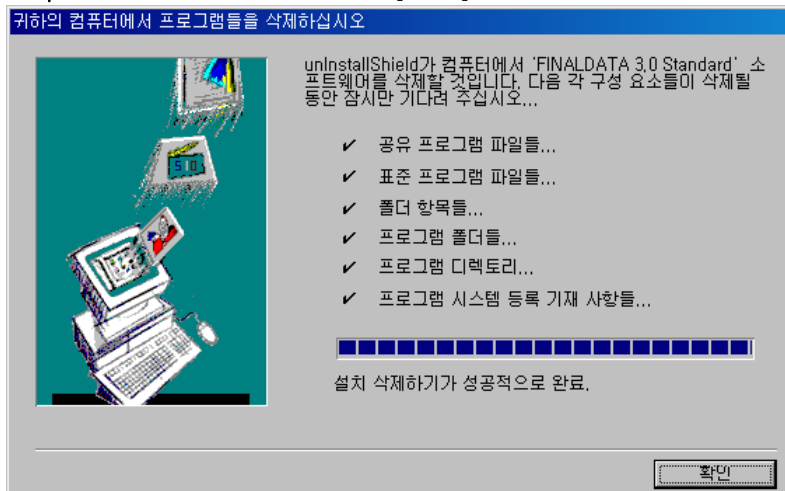 귀하의 컴퓨터에서 프로그램들을 삭제하십시오
unInstallShield가 컴퓨터에서 'FINALDATA 3,0 Standard' 소
프트웨어를 삭제할 것입니다. 다음 각 구성 요소들이 삭제될
동안 잠시만 기다려 주십시오...
✔ 공유 프로그램 파일들...
✔ 표준 프로그램 파일들...
✔ 폴더 항목들...
✔ 프로그램 폴더들...
✔ 프로그램 디렉토리...
✔ 프로그램 시스템 등록 기재 사항들...
설치 삭제하기가 성공적으로 완료.
확인